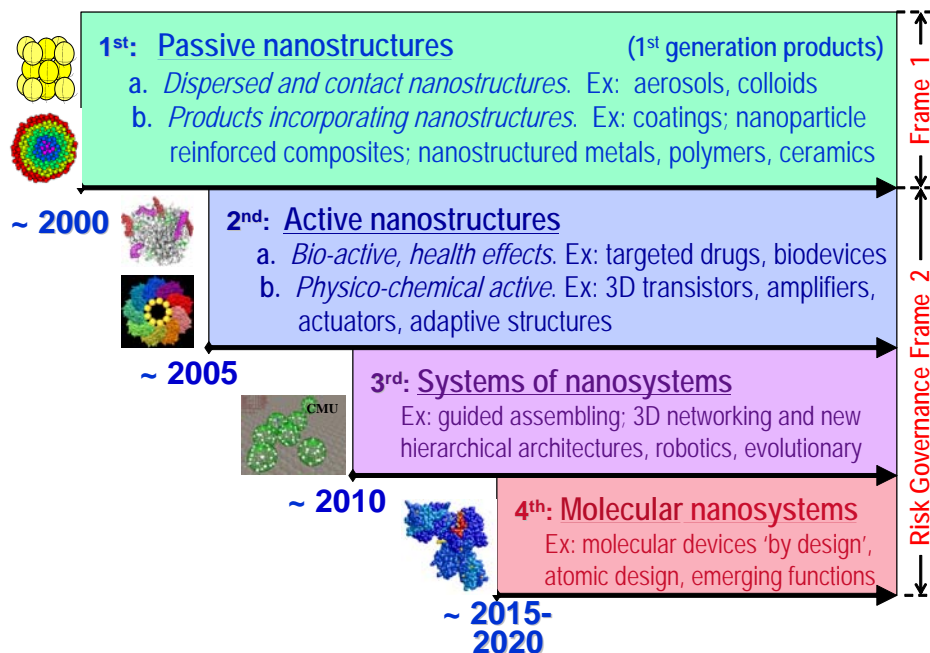 1st: Passive nanostructures (1st generation products)
a. Dispersed and contact nanostructures. Ex: aerosols, colloids
b. Products incorporating nanostructures. Ex: coatings; nanoparticle
reinforced composites; nanostructured metals, polymers, ceramics
Frame 1
~ 2000
2nd: Active nanostructures
a. Bio-active, health effects. Ex: targeted drugs, biodevices
b. Physico-chemical active. Ex: 3D transistors, amplifiers,
actuators, adaptive structures
~ 2005
CMU
3rd: Systems of nanosystems
Ex: guided assembling; 3D networking and new
hierarchical architectures, robotics, evolutionary
~ 2010
4th: Molecular nanosystems
Ex: molecular devices ‘by design’,
atomic design, emerging functions
~ 2015-
2020
Risk Governance Frame 2